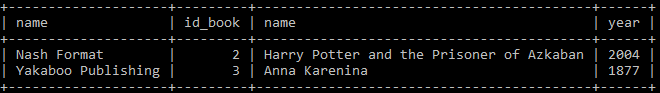 +--------------------+---------+------------------------------------------+------+
| name               | id_book | name                                     | year |
+--------------------+---------+------------------------------------------+------+
| Nash Format        |       2 | Harry Potter and the Prisoner of Azkaban | 2004 |
| Yakaboo Publishing |       3 | Anna Karenina                            | 1877 |
+--------------------+---------+------------------------------------------+------+